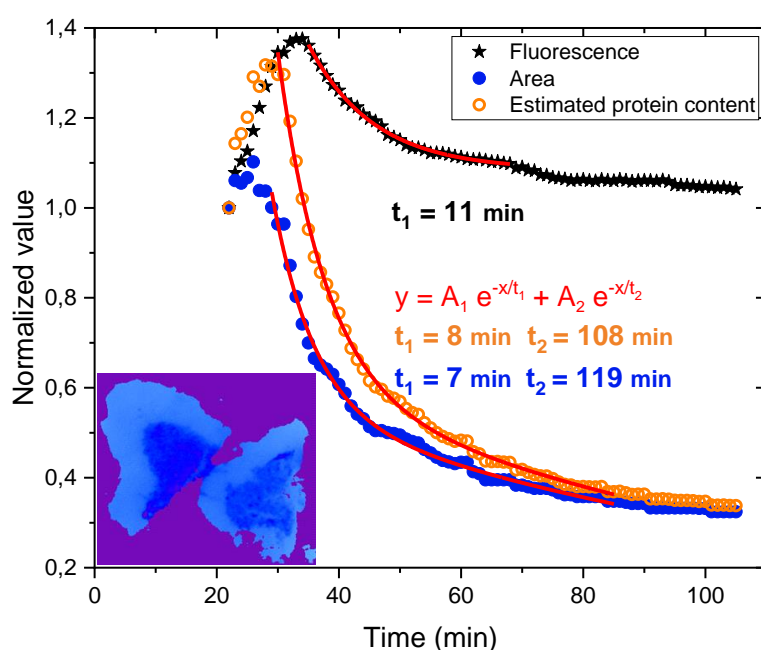 1,4
1,2
1,0
0,8
0,6
0,4
0,2
Normalized value
Fluorescence
Area
Estimated protein content
t₁ = 11 min
y = A₁ e^-x/t₁ + A₂ e^-x/t₂
t₁ = 8 min t₂ = 108 min
t₁ = 7 min t₂ = 119 min
0 20 40 60 80 100
Time (min)